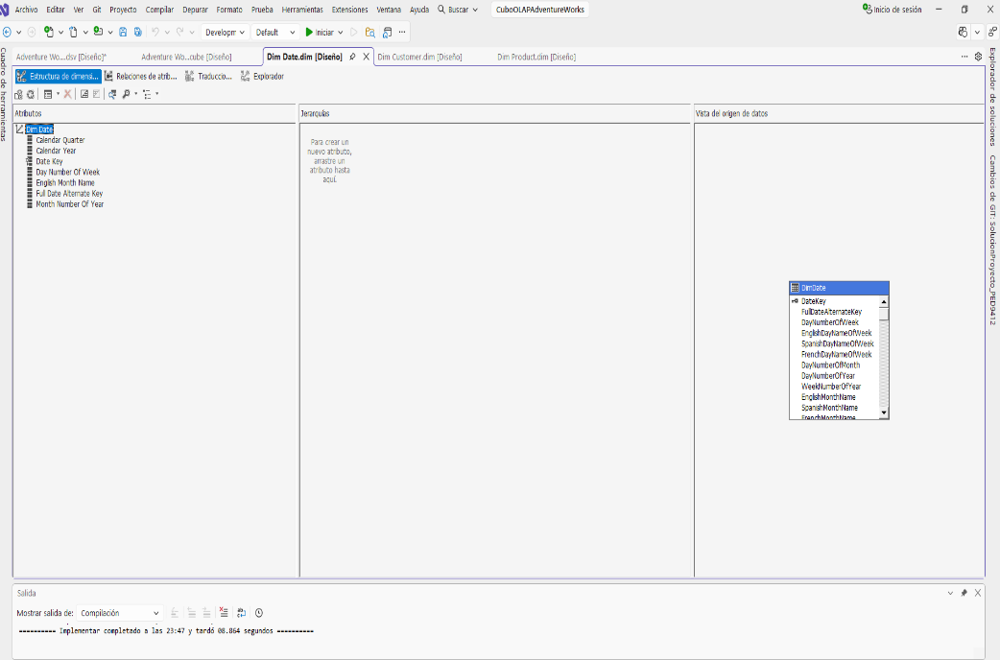 Archivo Editar Ver Git Proyecto Compilar Depurar Formato Prueba Herramientas Extensiones Ventana Ayuda Buscar CuboOLAPAdventureWorks Inicio de sesión
Developm Default Iniciar
Adventure Wo....dsv [Diseño]* Adventure Wo...cube [Diseño] Dim Date.dim [Diseño] Dim Customer.dim [Diseño] Dim Product.dim [Diseño]
Estructura de dimensi... Relaciones de atrib... Traduccio... Explorador
Atributos
Dim Date
Calendar Quarter
Calendar Year
Date Key
Day Number Of Week
English Month Name
Full Date Alternate Key
Month Number Of Year
Jerarquías
Para crear un
nuevo atributo,
arrastre un
atributo hasta
aquí.
Vista del origen de datos
DimDate
DateKey
FullDateAlternateKey
DayNumberOfWeek
EnglishDayNameOfWeek
SpanishDayNameOfWeek
FrenchDayNameOfWeek
DayNumberOfMonth
DayNumberOfYear
WeekNumberOfYear
EnglishMonthName
SpanishMonthName
FrenchMonthName
Cuadro de herramientas
Explorador de soluciones
Cambios de GIT: SolucionProyecto_PED9412
Salida
Mostrar salida de: Compilación
========== Implementar completado a las 23:47 y tardó 08.864 segundos ==========